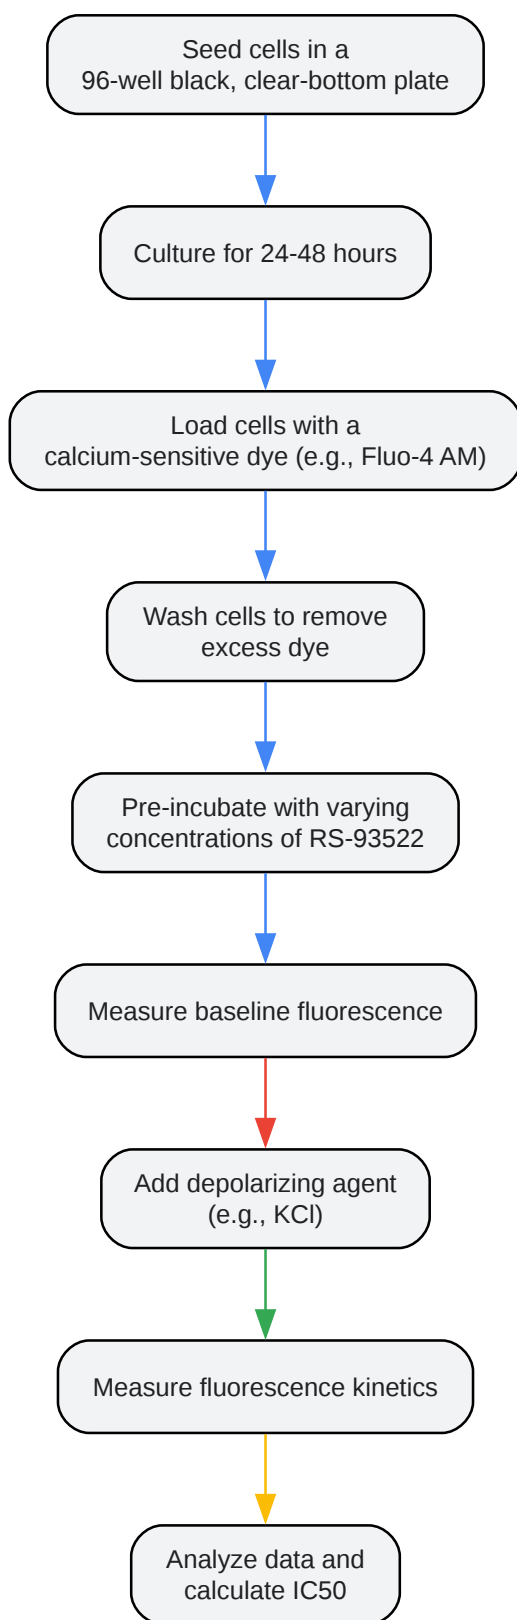 Seed cells in a
96-well black, clear-bottom plate
Culture for 24-48 hours
Load cells with a
calcium-sensitive dye (e.g., Fluo-4 AM)
Wash cells to remove
excess dye
Pre-incubate with varying
concentrations of RS-93522
Measure baseline fluorescence
Add depolarizing agent
(e.g., KCl)
Measure fluorescence kinetics
Analyze data and
calculate IC50